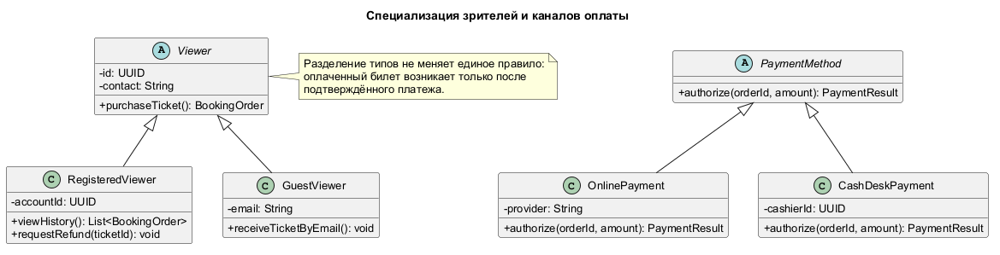 Специализация зрителей и каналов оплаты
A Viewer
-id: UUID
-contact: String
+purchaseTicket(): BookingOrder
Разделение типов не меняет единое правило:
оплаченный билет возникает только после
подтверждённого платежа.
A PaymentMethod
+authorize(orderId, amount): PaymentResult
C RegisteredViewer
-accountId: UUID
+viewHistory(): List<BookingOrder>
+requestRefund(ticketId): void
C GuestViewer
-email: String
+receiveTicketByEmail(): void
C OnlinePayment
-provider: String
+authorize(orderId, amount): PaymentResult
C CashDeskPayment
-cashierId: UUID
+authorize(orderId, amount): PaymentResult